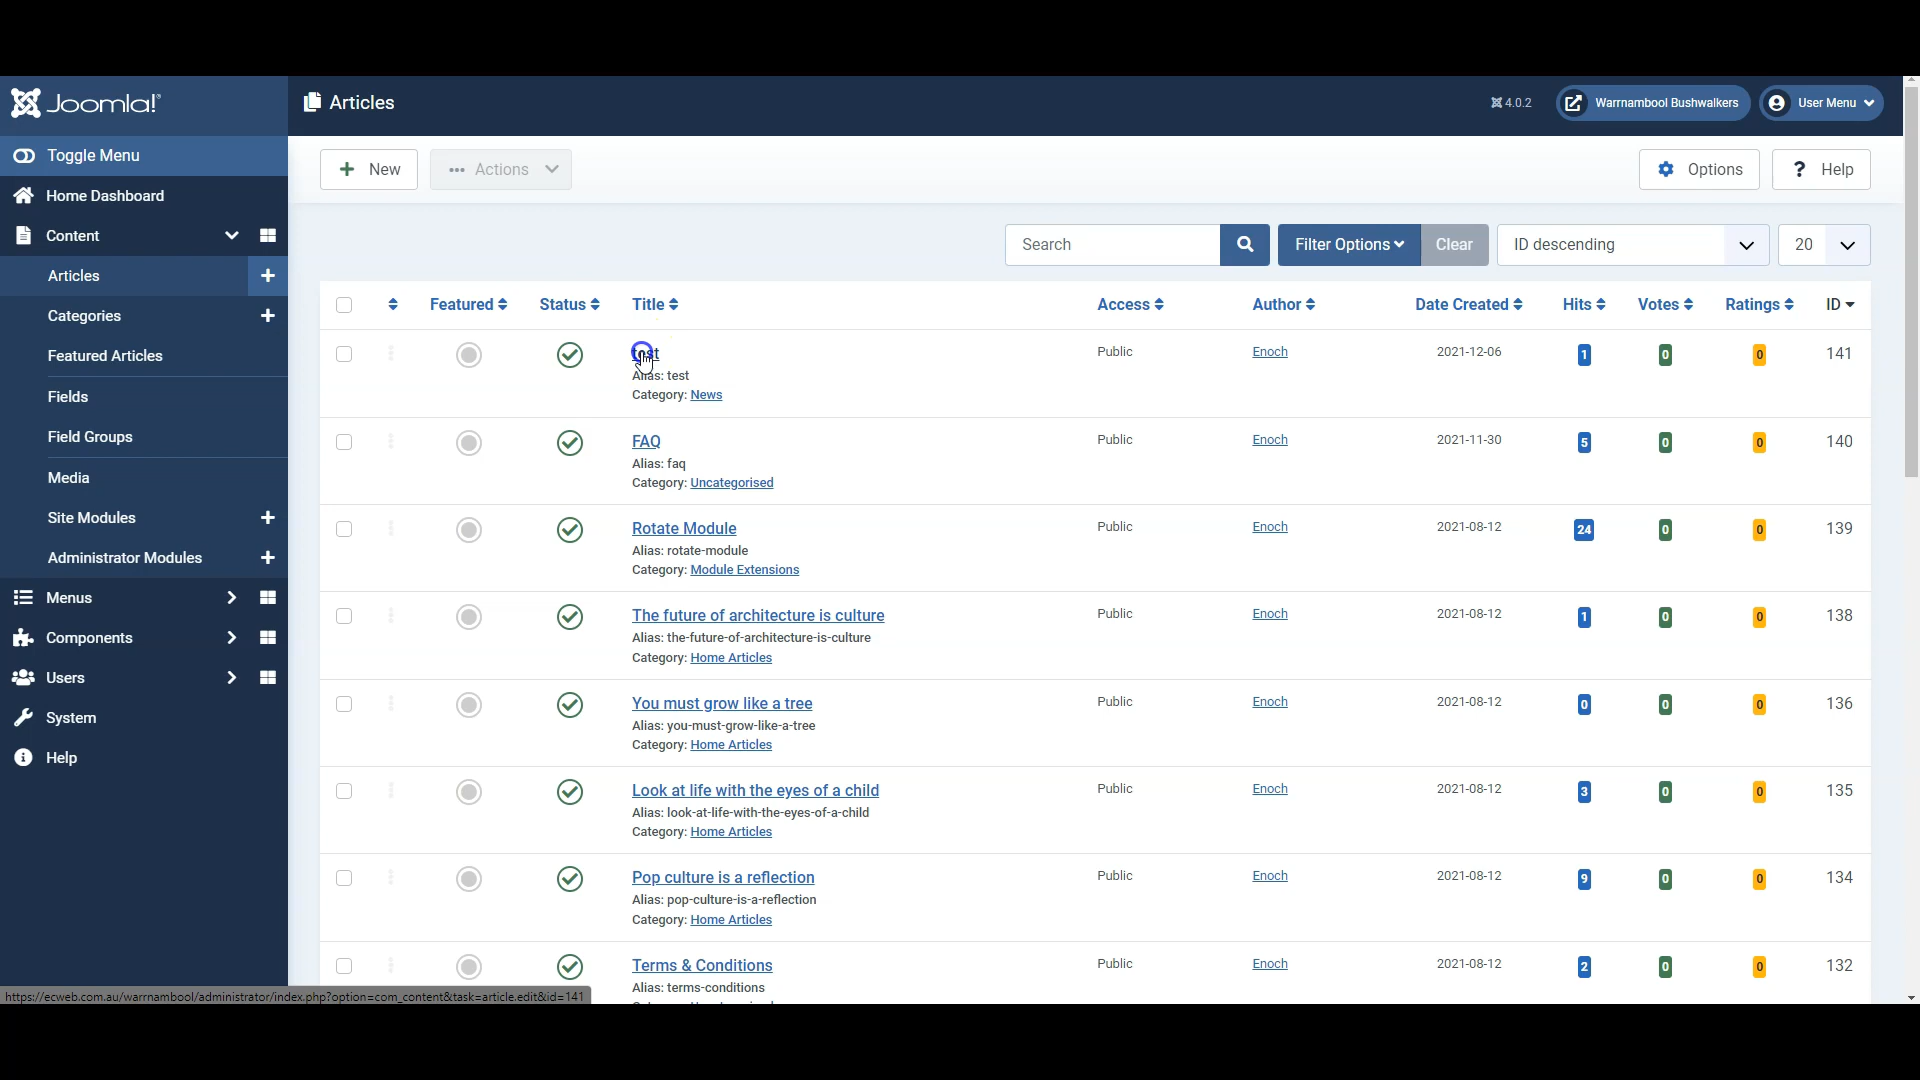 Joomla!®
Articles
4.0.2
Warrnambool Bushwalkers
User Menu
Toggle Menu
Home Dashboard
Content
Articles
Categories
Featured Articles
Fields
Field Groups
Media
Site Modules
Administrator Modules
Menus
Components
Users
System
Help
New
Actions
Options
? Help
Search
Filter Options
Clear
ID descending
20
Featured Status Title Access Author Date Created Hits Votes Ratings ID
test Public Enoch 2021-12-06 1 0 0 141
Alias: test
Category: News
FAQ Public Enoch 2021-11-30 5 0 0 140
Alias: faq
Category: Uncategorised
Rotate Module Public Enoch 2021-08-12 24 0 0 139
Alias: rotate-module
Category: Module Extensions
The future of architecture is culture Public Enoch 2021-08-12 1 0 0 138
Alias: the-future-of-architecture-is-culture
Category: Home Articles
You must grow like a tree Public Enoch 2021-08-12 0 0 0 136
Alias: you-must-grow-like-a-tree
Category: Home Articles
Look at life with the eyes of a child Public Enoch 2021-08-12 3 0 0 135
Alias: look-at-life-with-the-eyes-of-a-child
Category: Home Articles
Pop culture is a reflection Public Enoch 2021-08-12 9 0 0 134
Alias: pop-culture-is-a-reflection
Category: Home Articles
Terms & Conditions Public Enoch 2021-08-12 2 0 0 132
Alias: terms-conditions
https://ecweb.com.au/warrnambool/administrator/index.php?option=com_content&task=article.edit&id=141